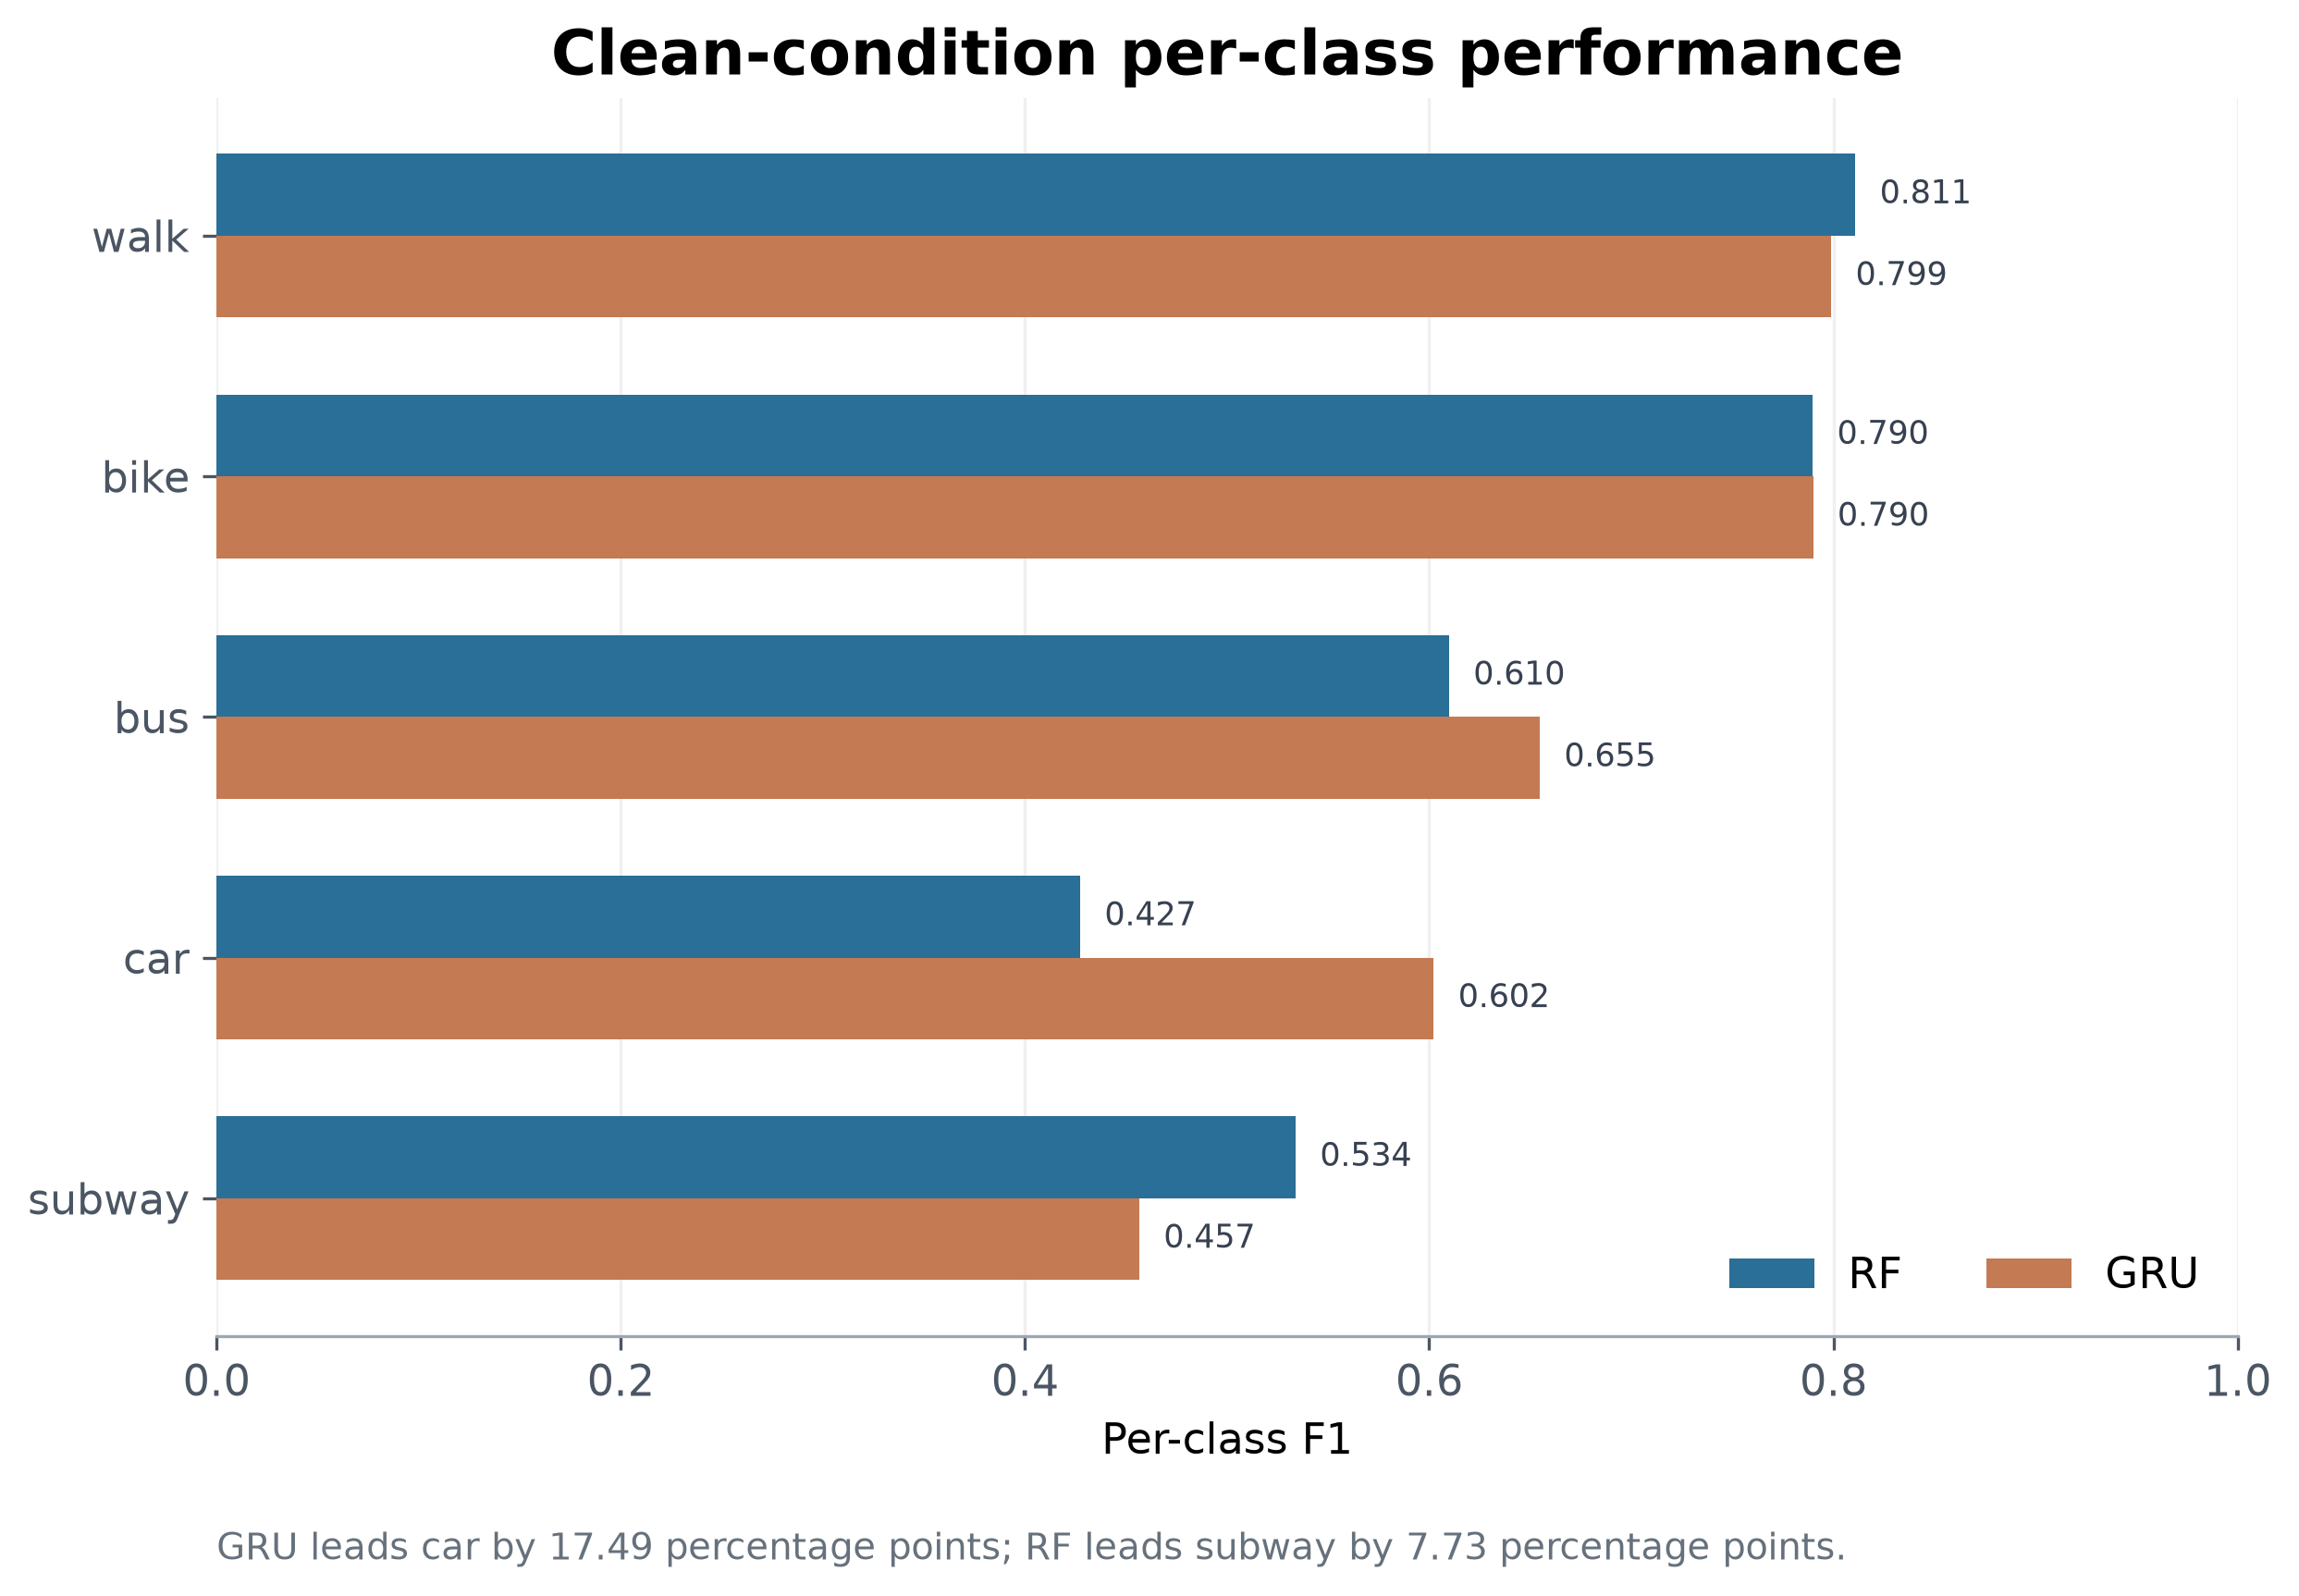 Clean-condition per-class performance
walk
0.811
0.799
bike
0.790
0.790
bus
0.610
0.655
car
0.427
0.602
subway
0.534
0.457
RF GRU
0.0 0.2 0.4 0.6 0.8 1.0
Per-class F1
GRU leads car by 17.49 percentage points; RF leads subway by 7.73 percentage points.